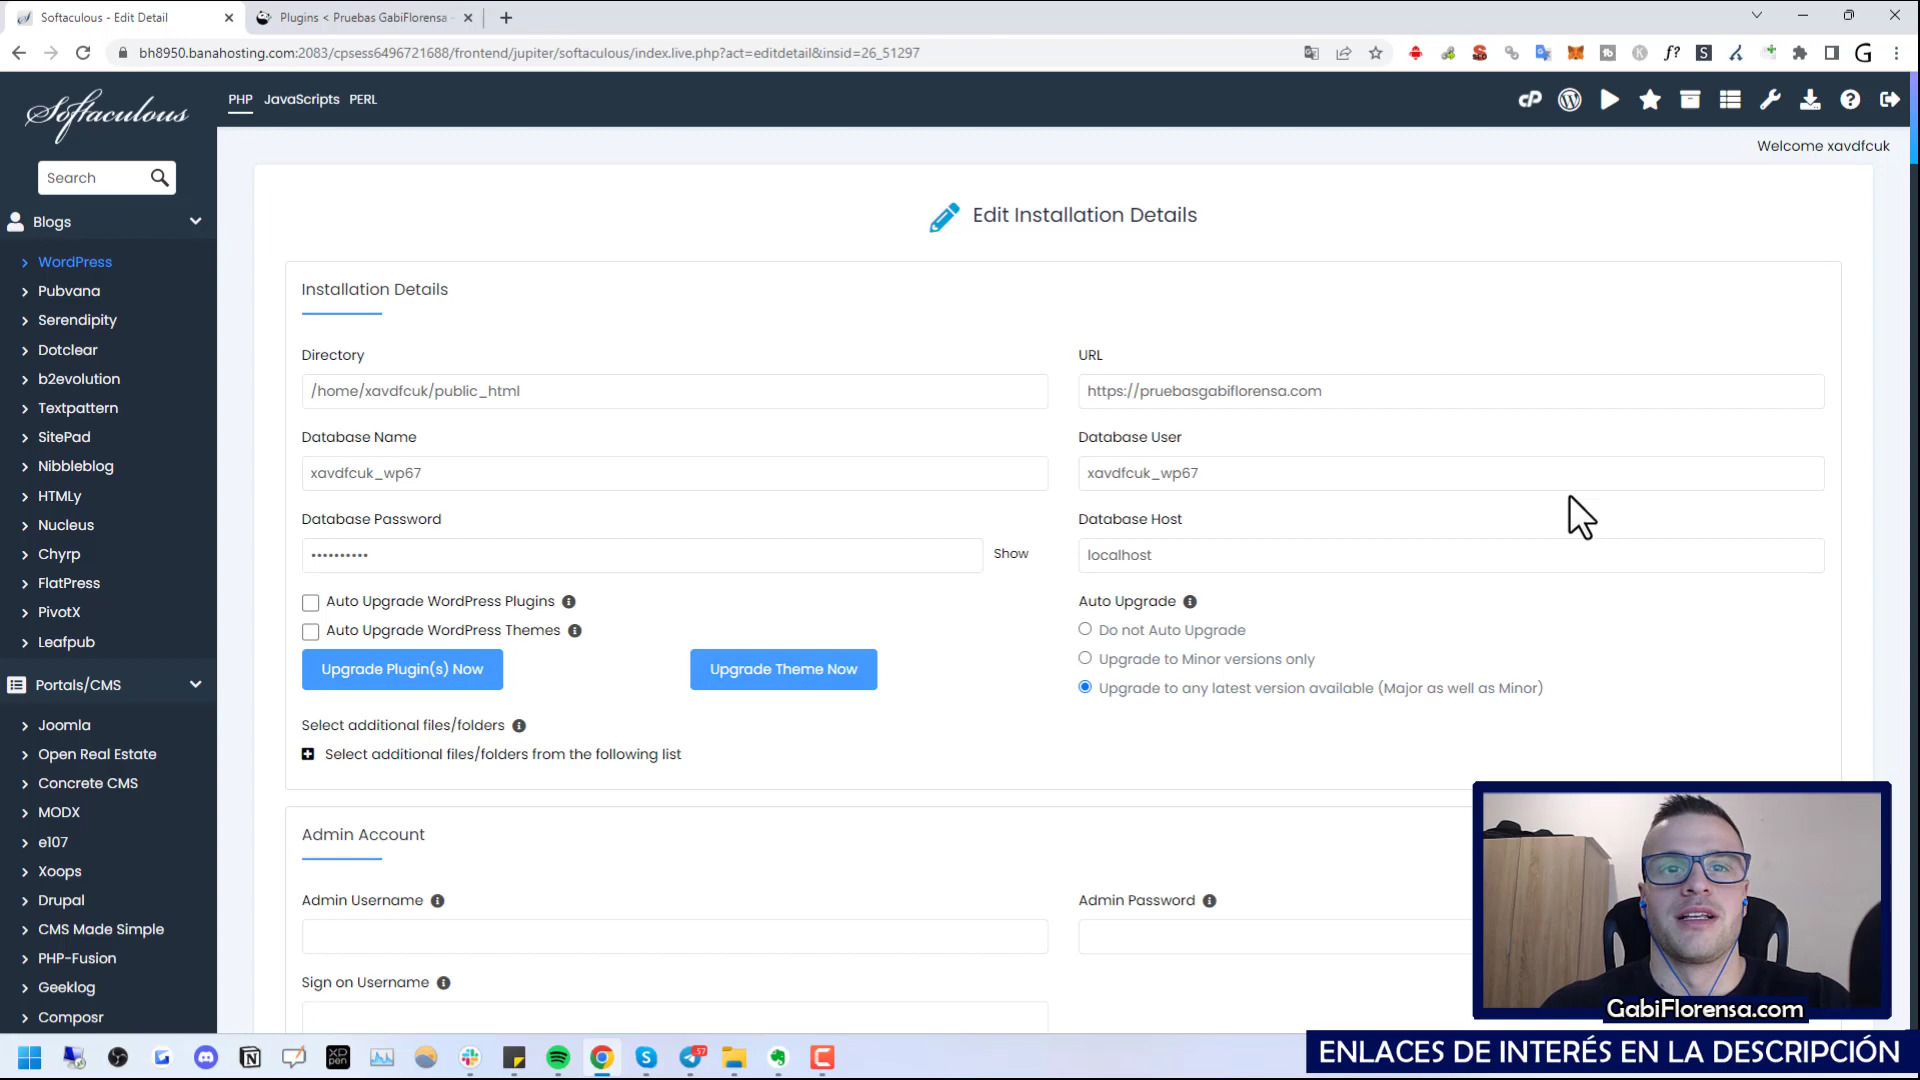 Softaculous - Edit Detail
Plugins < Pruebas GabiFlorensa -
bh8950.banahosting.com:2083/cpsess6496721688/frontend/jupiter/softaculous/index.live.php?act=editdetail&insid=26_51297
Softaculous
PHP JavaScripts PERL
Welcome xavdfcuk
Search
Blogs
WordPress
Pubvana
Serendipity
Dotclear
b2evolution
Textpattern
SitePad
Nibbleblog
HTMLy
Nucleus
Chyrp
FlatPress
PivotX
Leafpub
Portals/CMS
Joomla
Open Real Estate
Concrete CMS
MODX
e107
Xoops
Drupal
CMS Made Simple
PHP-Fusion
Geeklog
Composr
Edit Installation Details
Installation Details
Directory
/home/xavdfcuk/public_html
URL
https://pruebasgabiflorensa.com
Database Name
xavdfcuk_wp67
Database User
xavdfcuk_wp67
Database Password
••••••••••
Show
Database Host
localhost
Auto Upgrade WordPress Plugins
Auto Upgrade WordPress Themes
Upgrade Plugin(s) Now
Upgrade Theme Now
Auto Upgrade
Do not Auto Upgrade
Upgrade to Minor versions only
Upgrade to any latest version available (Major as well as Minor)
Select additional files/folders
Select additional files/folders from the following list
Admin Account
Admin Username
Admin Password
Sign on Username
GabiFlorensa.com
ENLACES DE INTERÉS EN LA DESCRIPCIÓN